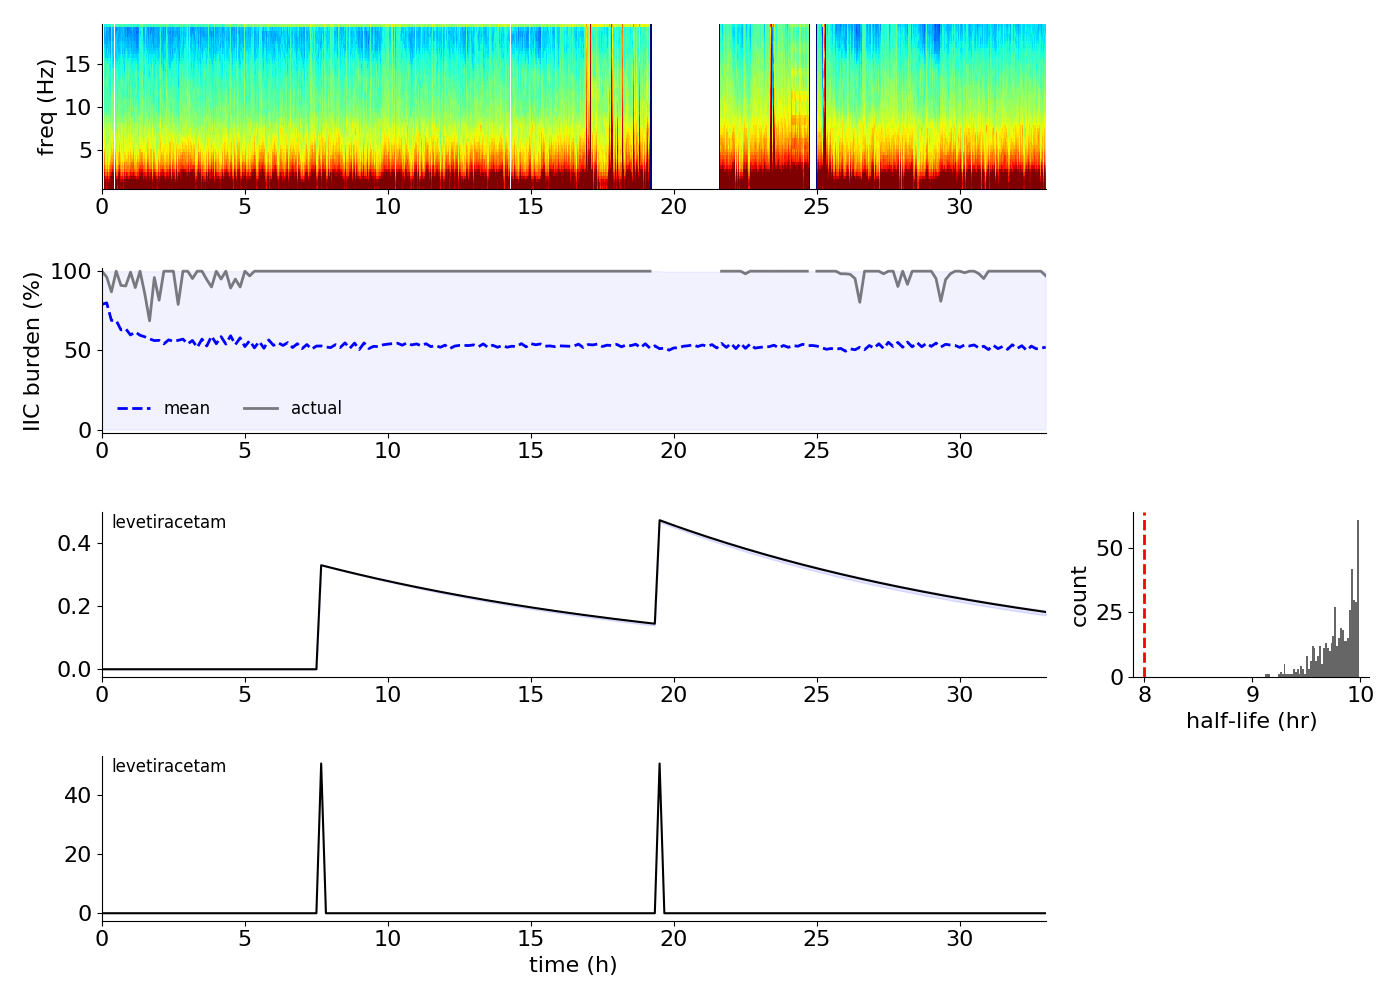 freq (Hz)
15
10
5
0 5 10 15 20 25 30
IIC burden (%)
100
50
0
mean actual
0 5 10 15 20 25 30
levetiracetam
0.4
0.2
0.0
0 5 10 15 20 25 30
count
50
25
0
8 9 10
half-life (hr)
levetiracetam
40
20
0
0 5 10 15 20 25 30
time (h)